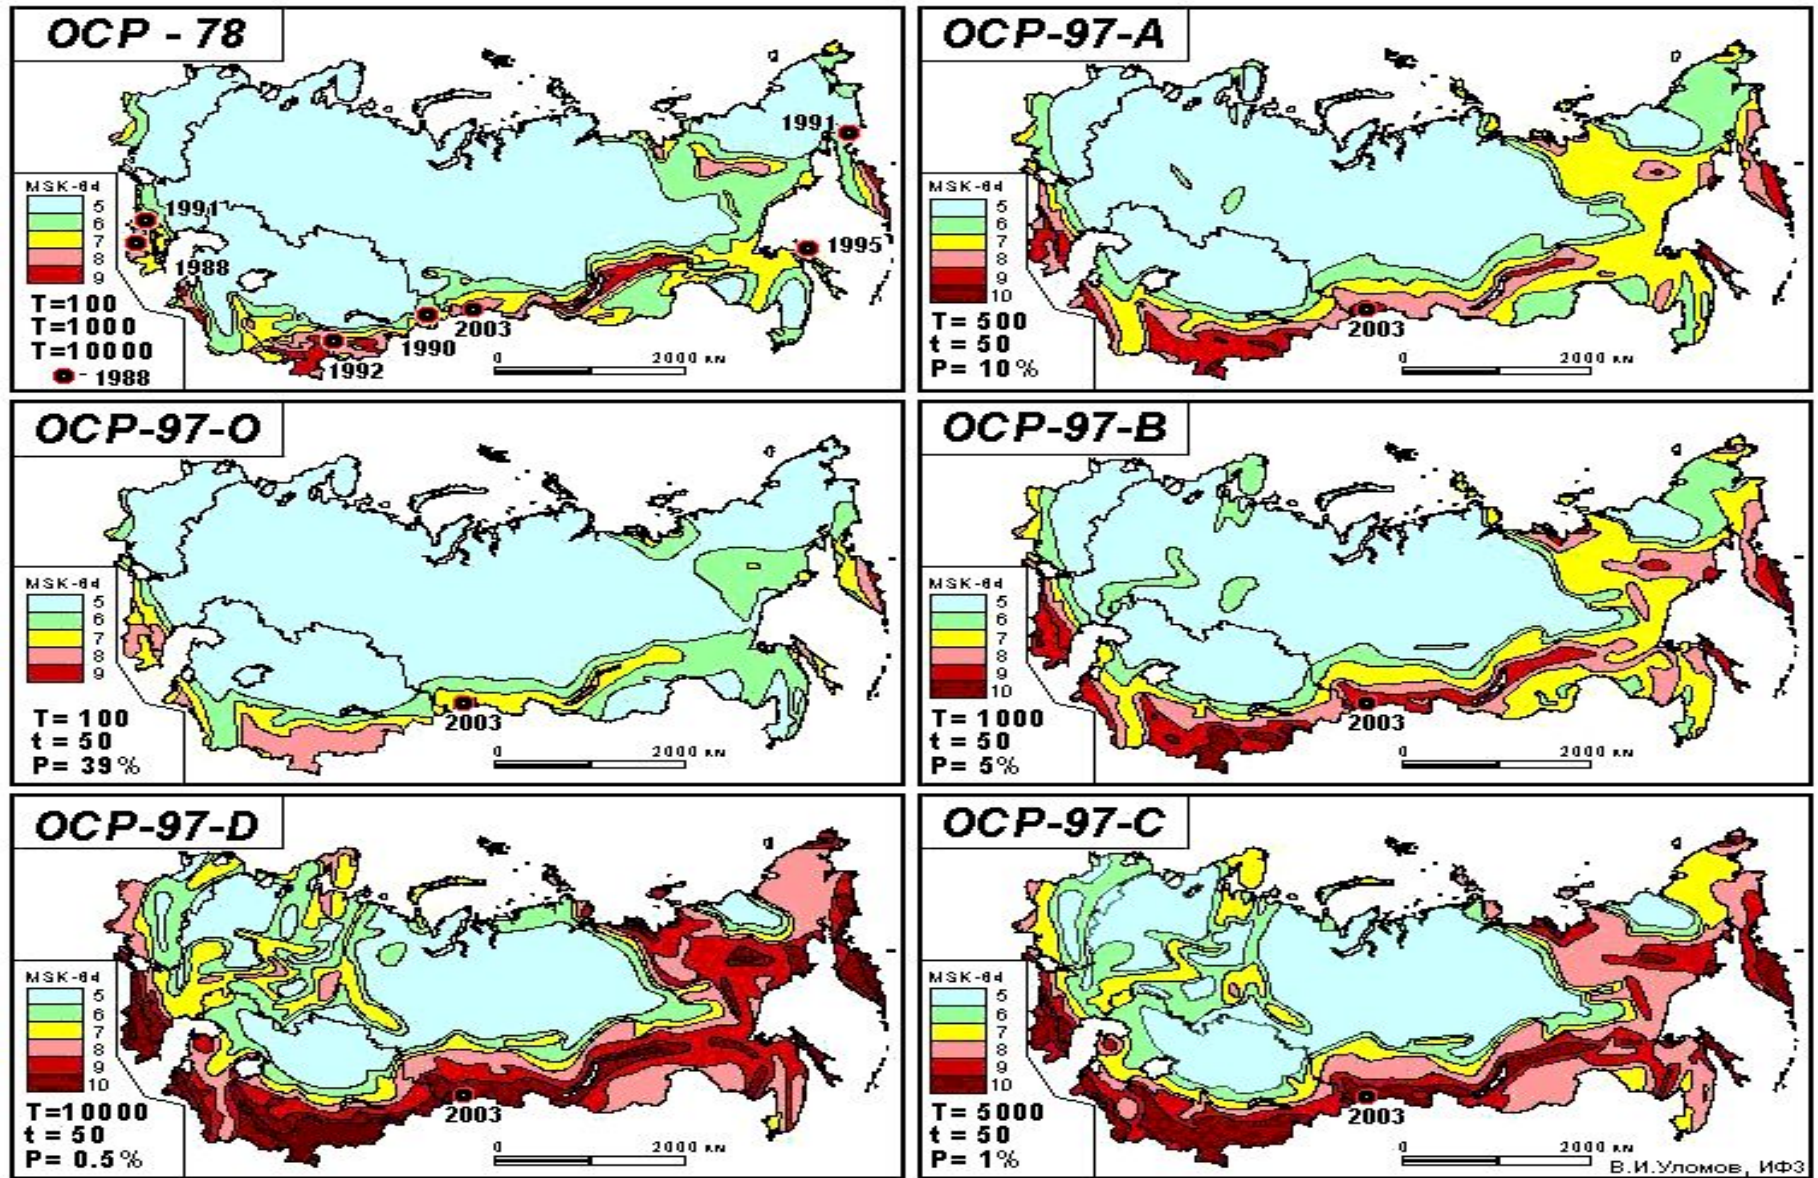 ОСР - 78
1991
MSK-64
5
6
7
8
9
1991
1995
1988
T=100
T=1000
T=10000
- 1988
2003
1990
1992
0 2000 км
ОСР-97-А
MSK-64
5
6
7
8
9
10
T = 500
t = 50
P= 10 %
2003
0 2000 км
ОСР-97-О
MSK-64
5
6
7
8
9
T= 100
t = 50
P= 39 %
2003
0 2000 км
ОСР-97-В
MSK-64
5
6
7
8
9
10
T= 1000
t = 50
P= 5%
2003
0 2000 км
ОСР-97-D
MSK-64
5
6
7
8
9
10
T=10000
t = 50
P= 0.5 %
2003
0 2000 км
ОСР-97-С
MSK-64
5
6
7
8
9
10
T= 5000
t = 50
P= 1%
2003
0 2000 км
В.И.Уломов, ИФЗ